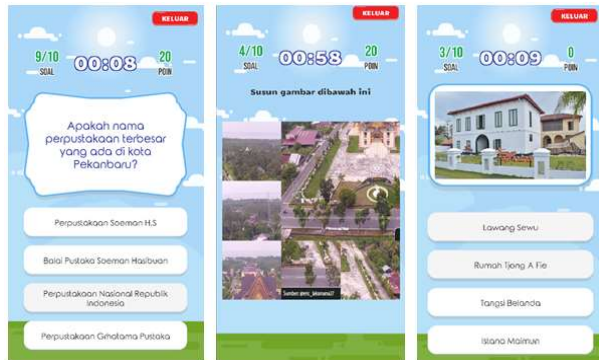 KELUAR
9/10
SOAL
00:08
20
POIN
Apakah nama
perpustakaan terbesar
yang ada di kota
Pekanbaru?
Perpustakaan Soeman H.S
Balai Pustaka Soeman Hasibuan
Perpustakaan Nasional Republik
Indonesia
Perpustakaan Grhatama Pustaka
KELUAR
4/10
SOAL
00:58
20
POIN
Susun gambar dibawah ini
KELUAR
3/10
SOAL
00:09
0
POIN
Lawang Sewu
Rumah Tjong A Fie
Tangsi Belanda
Istana Maimun